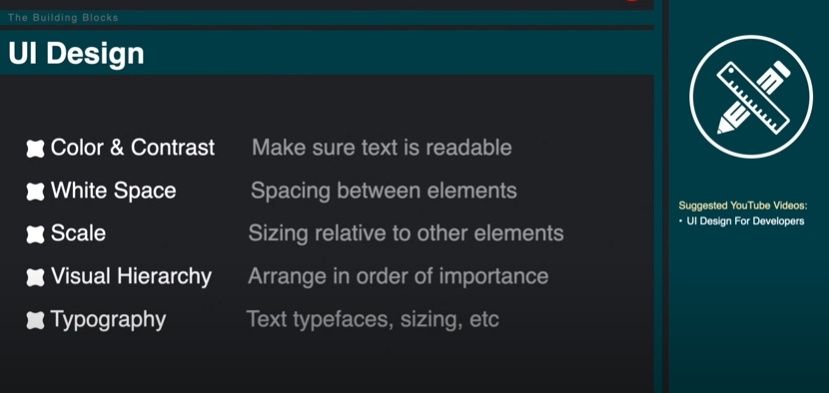 The Building Blocks
UI Design
Color & Contrast Make sure text is readable
White Space Spacing between elements
Scale Sizing relative to other elements
Visual Hierarchy Arrange in order of importance
Typography Text typefaces, sizing, etc
Suggested YouTube Videos:
• UI Design For Developers